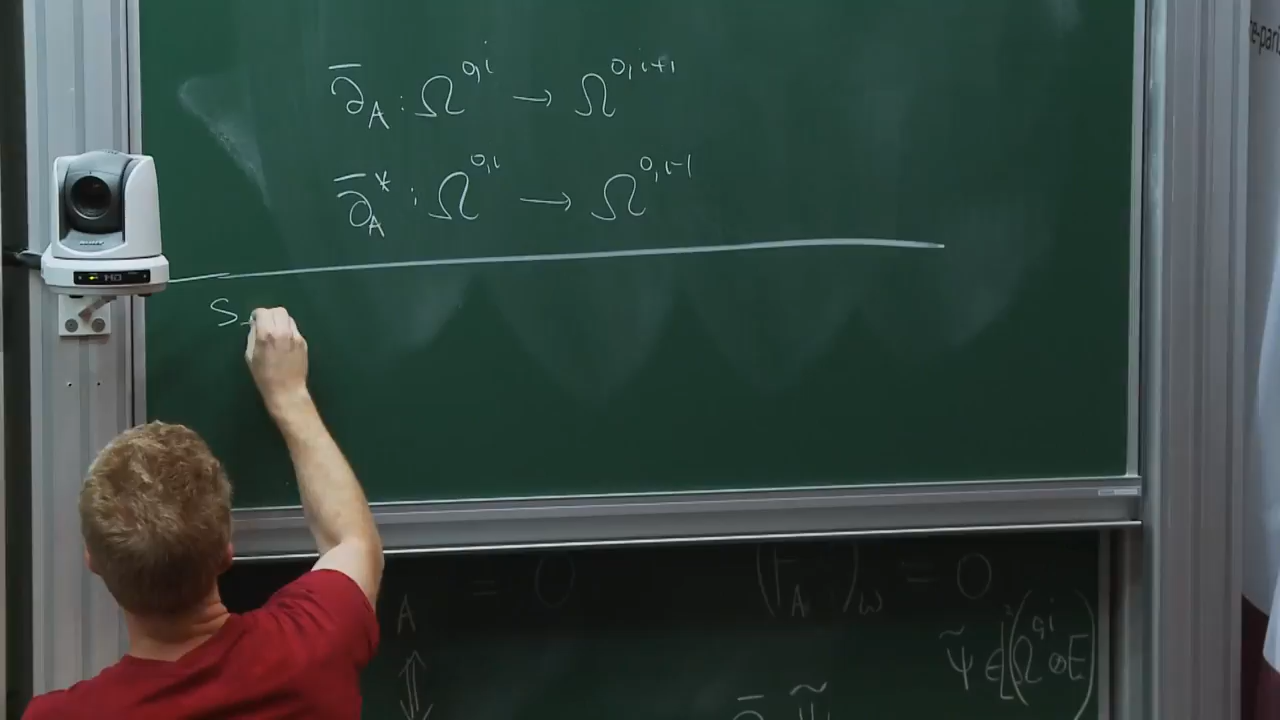 ∂̄_A : Ω^{0,i} → Ω^{0,i+1}
∂̄_A^* : Ω^{0,i} → Ω^{0,i-1}
S
A = 0 (F_A)_ω = 0
ψ̃ ∈ L²(Ω^{0,i} ⊗ E)
⇕ ∂̄ ψ̃